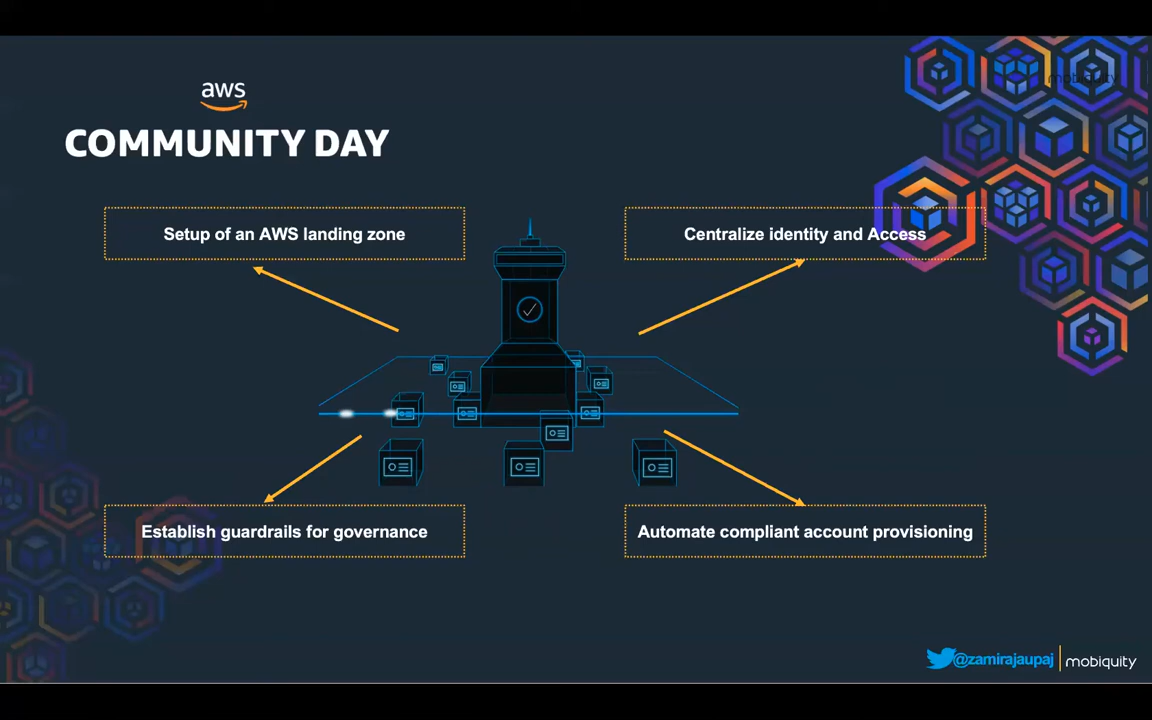 mobiquity
aws
COMMUNITY DAY
Setup of an AWS landing zone
Centralize identity and Access
Establish guardrails for governance
Automate compliant account provisioning
@zamirajaupaj
mobiquity